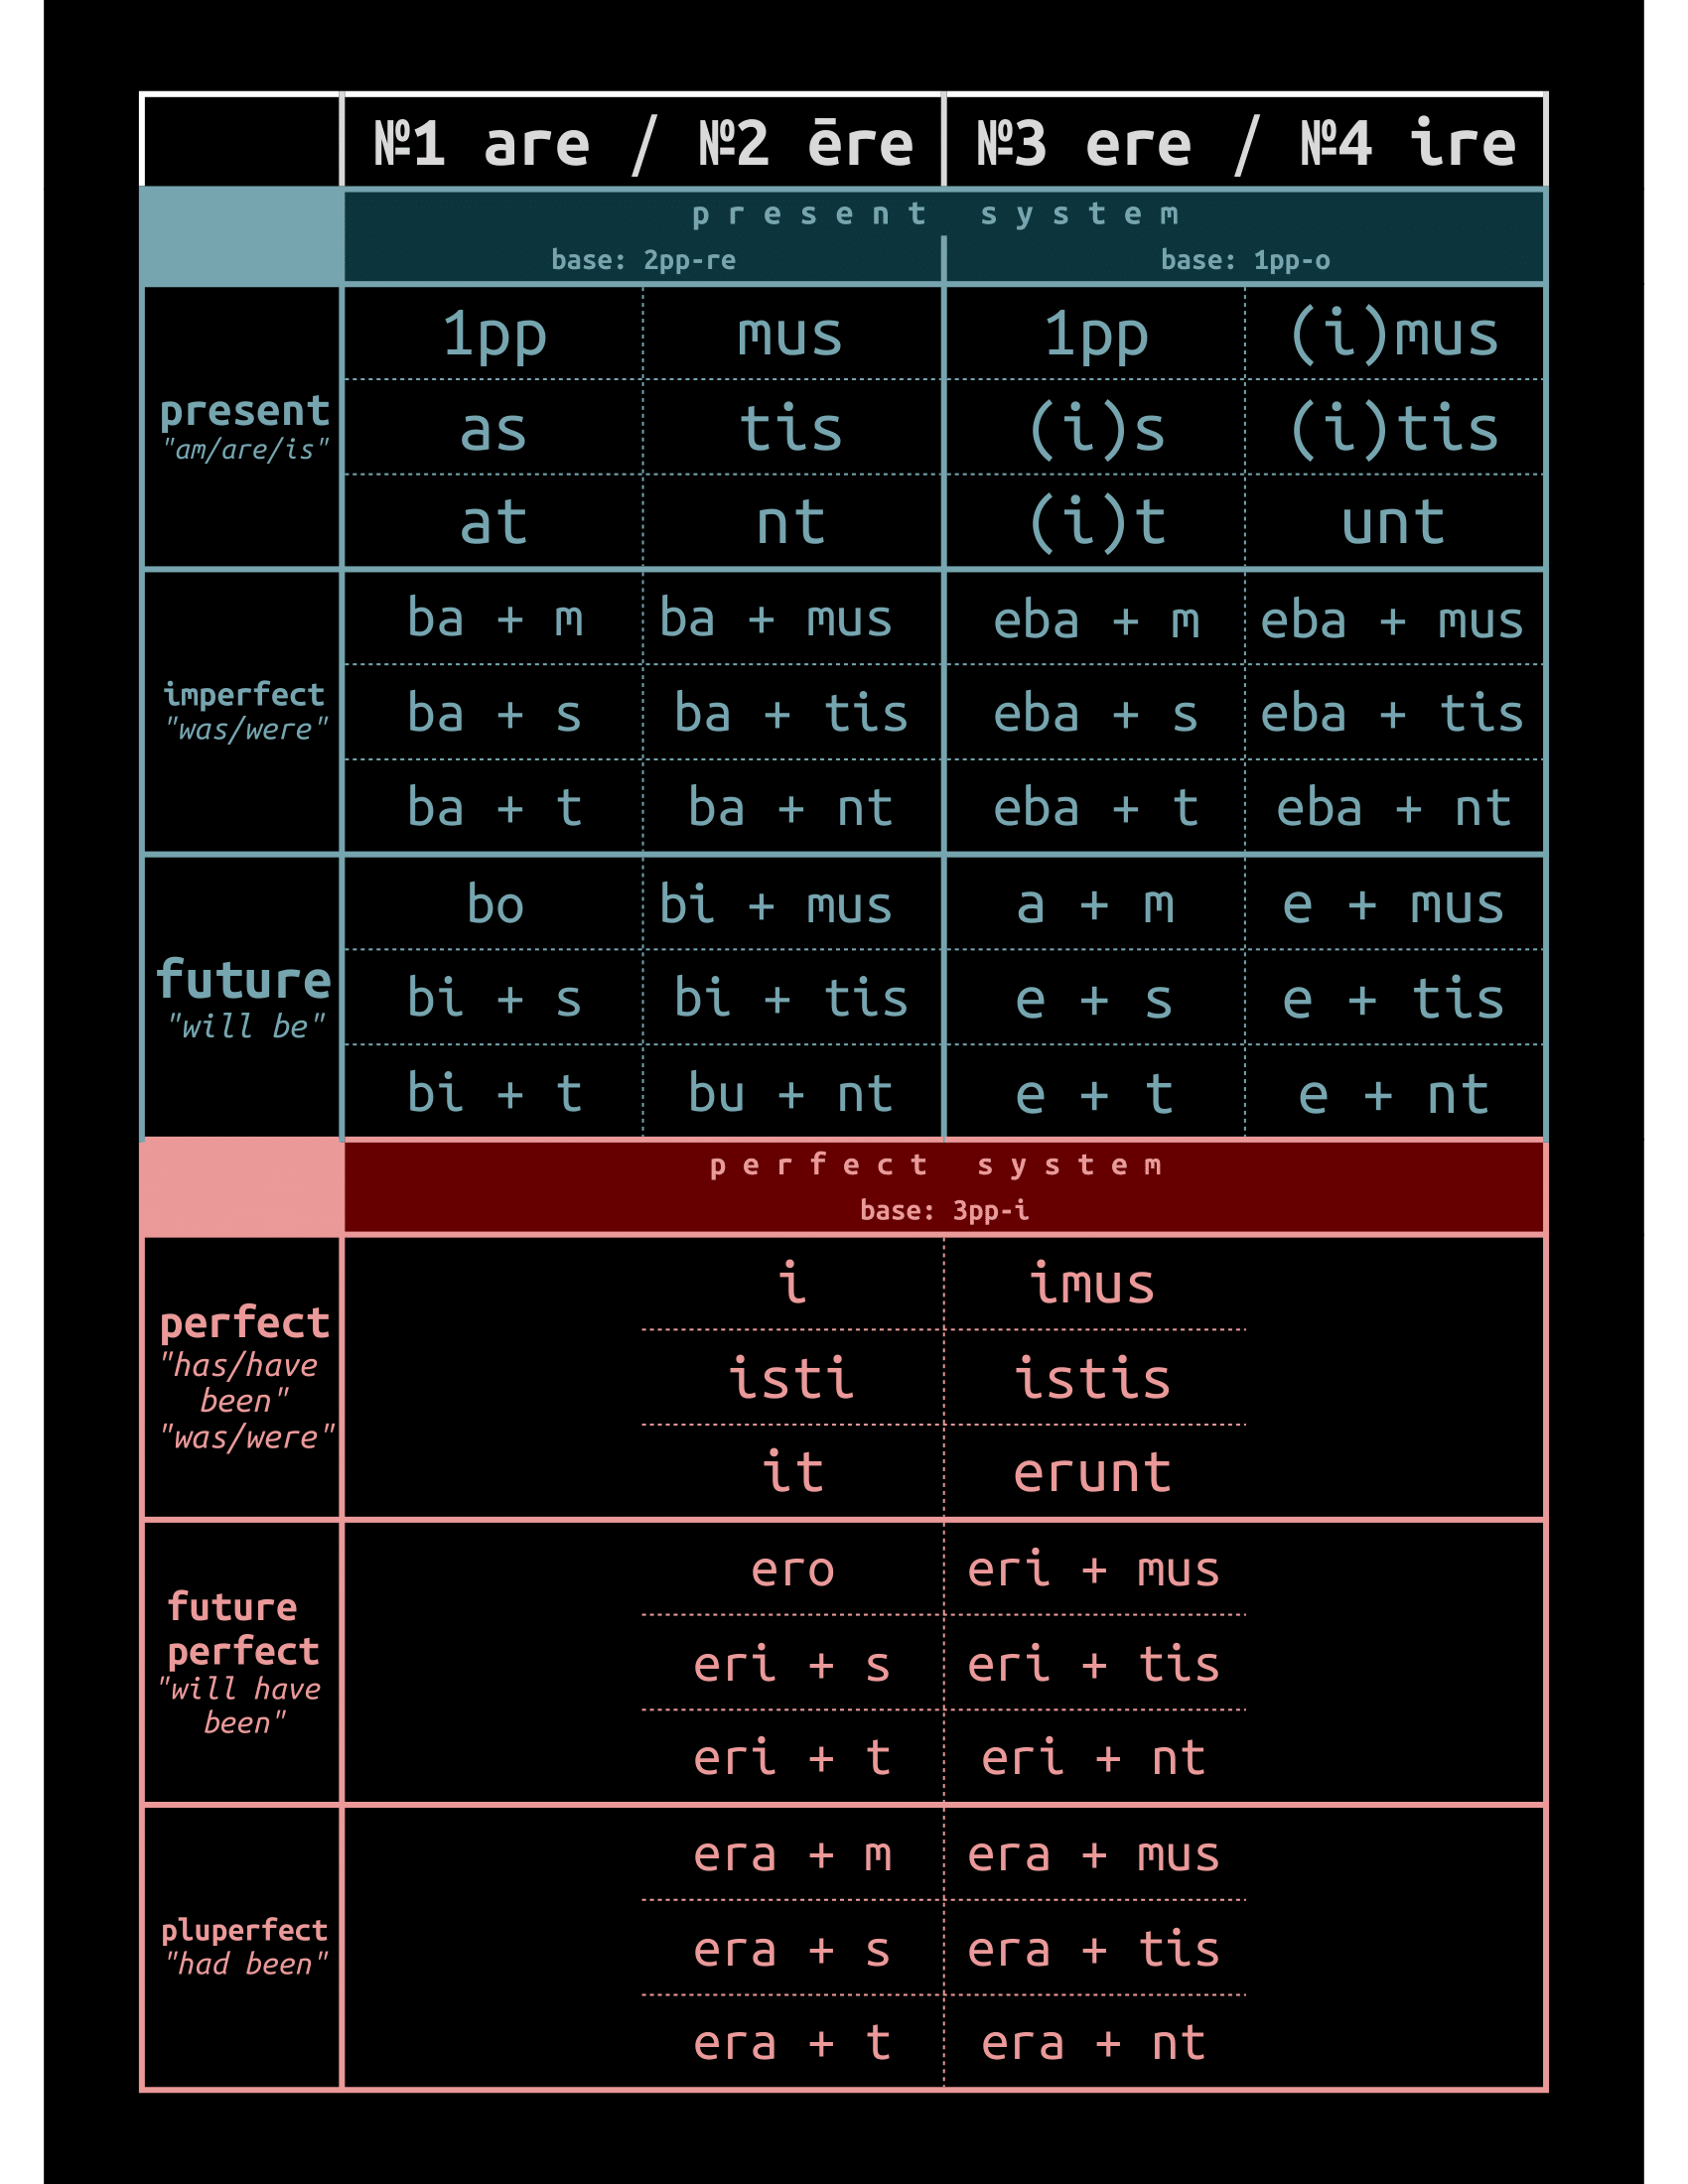 №1 are / №2 ēre №3 ere / №4 ire
present system
base: 2pp-re base: 1pp-o
present
"am/are/is"
1pp mus 1pp (i)mus
as tis (i)s (i)tis
at nt (i)t unt
imperfect
"was/were"
ba + m ba + mus eba + m eba + mus
ba + s ba + tis eba + s eba + tis
ba + t ba + nt eba + t eba + nt
future
"will be"
bo bi + mus a + m e + mus
bi + s bi + tis e + s e + tis
bi + t bu + nt e + t e + nt
perfect system
base: 3pp-i
perfect
"has/have
been"
"was/were"
i imus
isti istis
it erunt
future
perfect
"will have
been"
ero eri + mus
eri + s eri + tis
eri + t eri + nt
pluperfect
"had been"
era + m era + mus
era + s era + tis
era + t era + nt